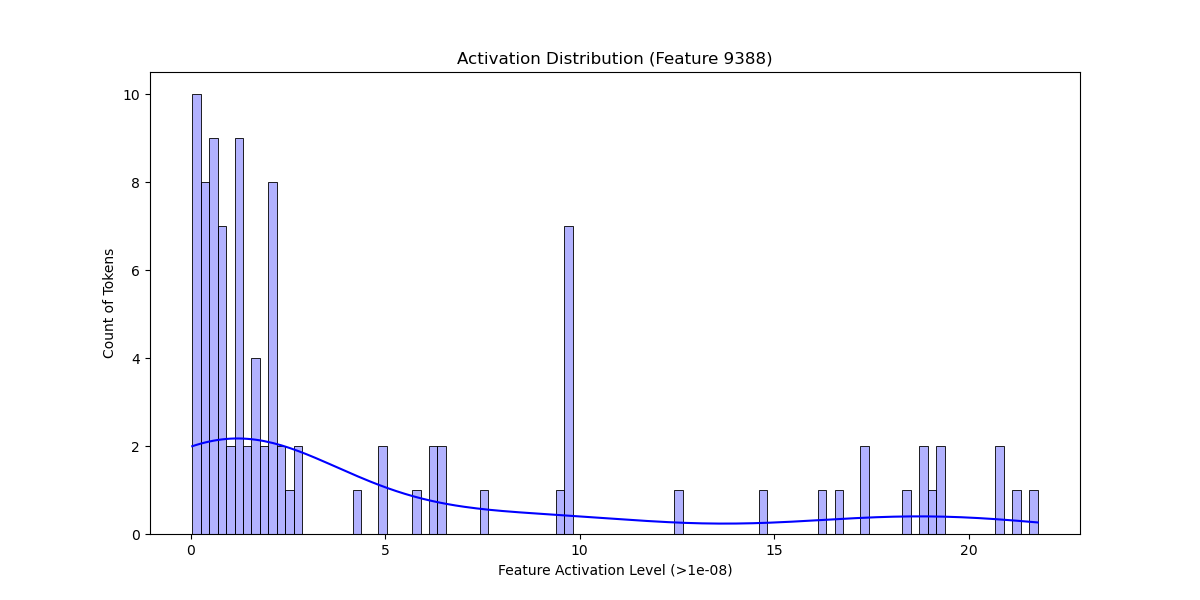 Activation Distribution (Feature 9388)
10
8
6
4
2
0
Count of Tokens
0 5 10 15 20
Feature Activation Level (>1e-08)